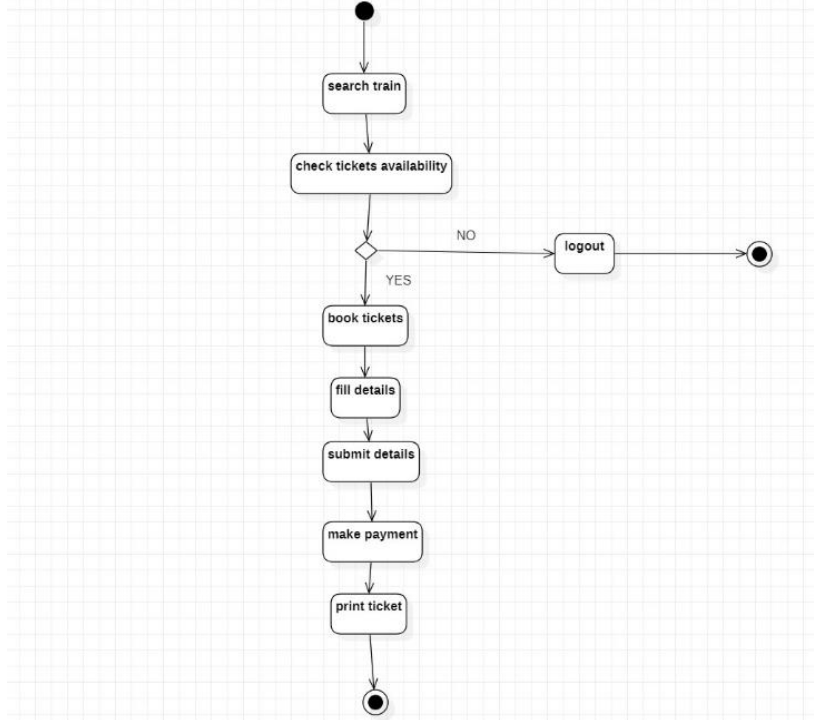 search train
check tickets availability
NO
logout
YES
book tickets
fill details
submit details
make payment
print ticket